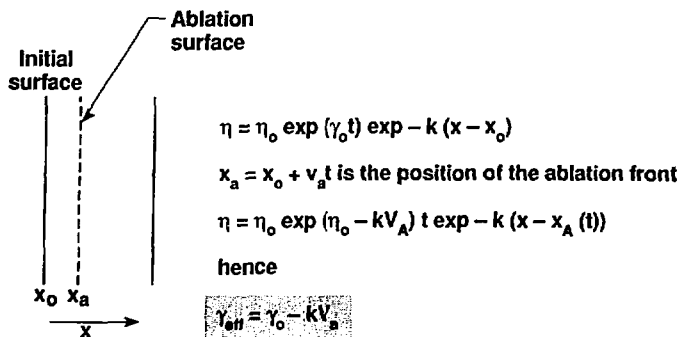 Ablation
surface
Initial
surface
η = η₀ exp (γ₀t) exp – k (x – x₀)
xₐ = x₀ + vₐt is the position of the ablation front
η = η₀ exp (η₀ – kV_A) t exp – k (x – x_A (t))
hence
γ_eff = γ₀ – kVₐ
x₀ xₐ
x